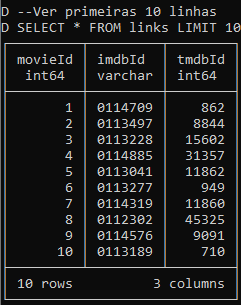 D --Ver primeiras 10 linhas
D SELECT * FROM links LIMIT 10
movieId imdbId tmdbId
int64 varchar int64
1 0114709 862
2 0113497 8844
3 0113228 15602
4 0114885 31357
5 0113041 11862
6 0113277 949
7 0114319 11860
8 0112302 45325
9 0114576 9091
10 0113189 710
10 rows 3 columns